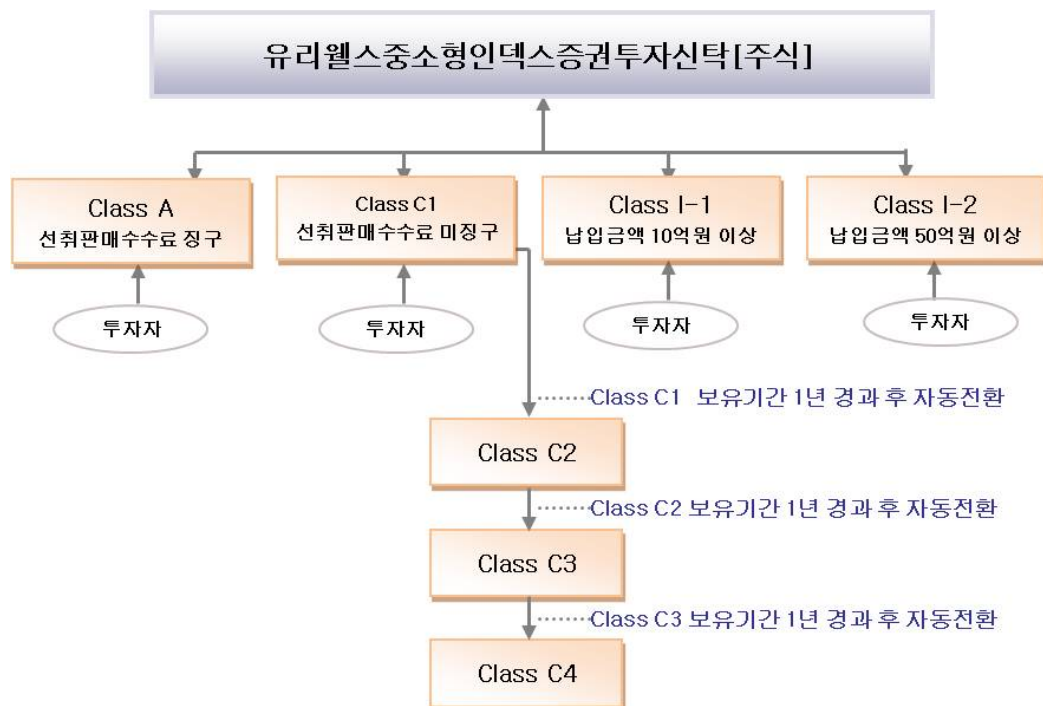 유리웰스중소형인덱스증권투자신탁[주식]
Class A
선취판매수수료 징구
Class C1
선취판매수수료 미징구
Class I-1
납입금액 10억원 이상
Class I-2
납입금액 50억원 이상
투자자
투자자
투자자
투자자
Class C1 보유기간 1년 경과 후 자동전환
Class C2
Class C2 보유기간 1년 경과 후 자동전환
Class C3
Class C3 보유기간 1년 경과 후 자동전환
Class C4